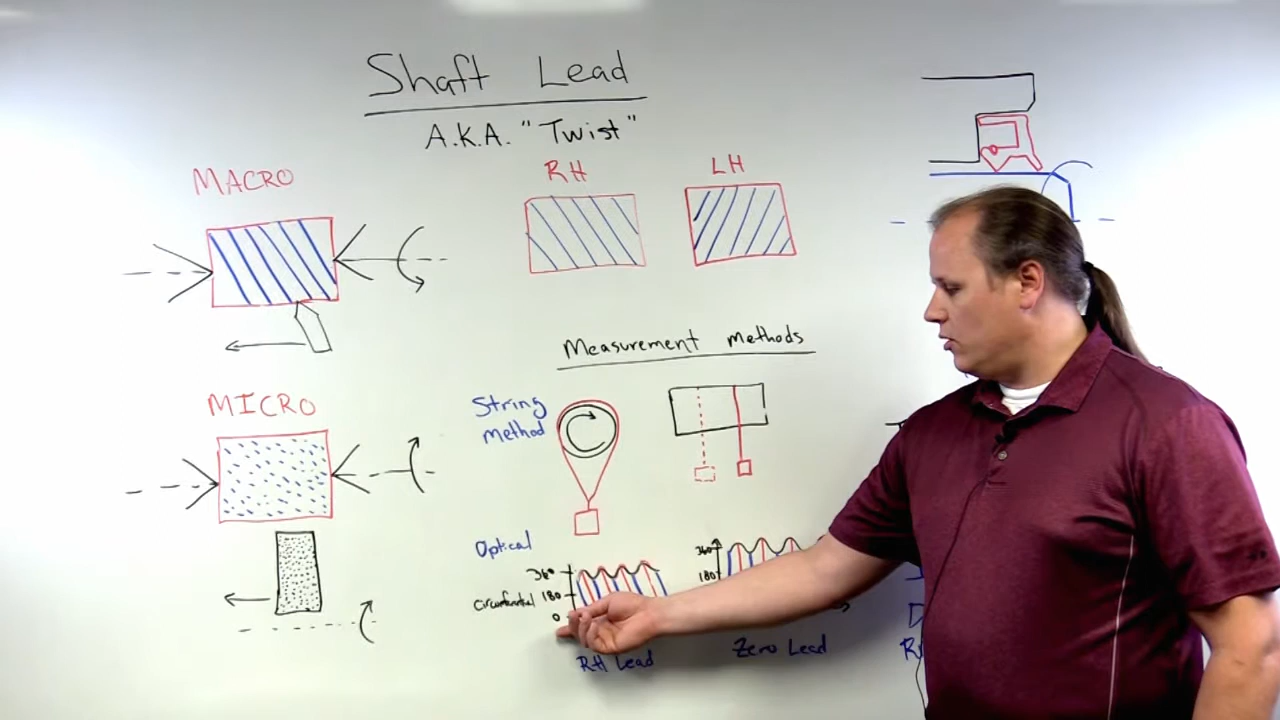 Shaft Lead
A.K.A. "Twist"
MACRO
RH
LH
Measurement methods
MICRO
String
method
Optical
360
180
0
circumferential
360
180
RH Lead
Zero Lead